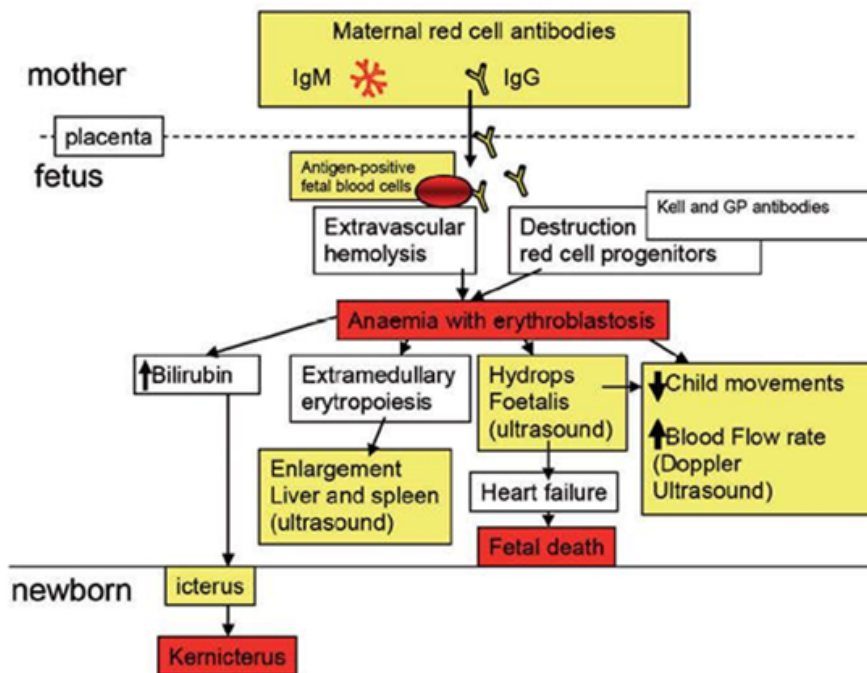 Maternal red cell antibodies
IgM
IgG
mother
placenta
fetus
Antigen-positive
fetal blood cells
Kell and GP antibodies
Extravascular
hemolysis
Destruction
red cell progenitors
Anaemia with erythroblastosis
Bilirubin
Extramedullary
erytropoiesis
Hydrops
Foetalis
(ultrasound)
Child movements
Blood Flow rate
(Doppler
Ultrasound)
Enlargement
Liver and spleen
(ultrasound)
Heart failure
Fetal death
newborn
icterus
Kernicterus